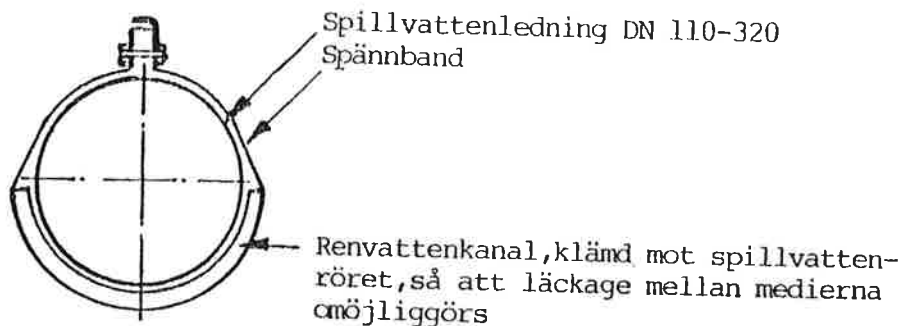 Spillvattenledning DN 110-320
Spännband
Renvattenkanal,klämd mot spillvatten-
röret,så att läckage mellan medierna
omöjliggörs